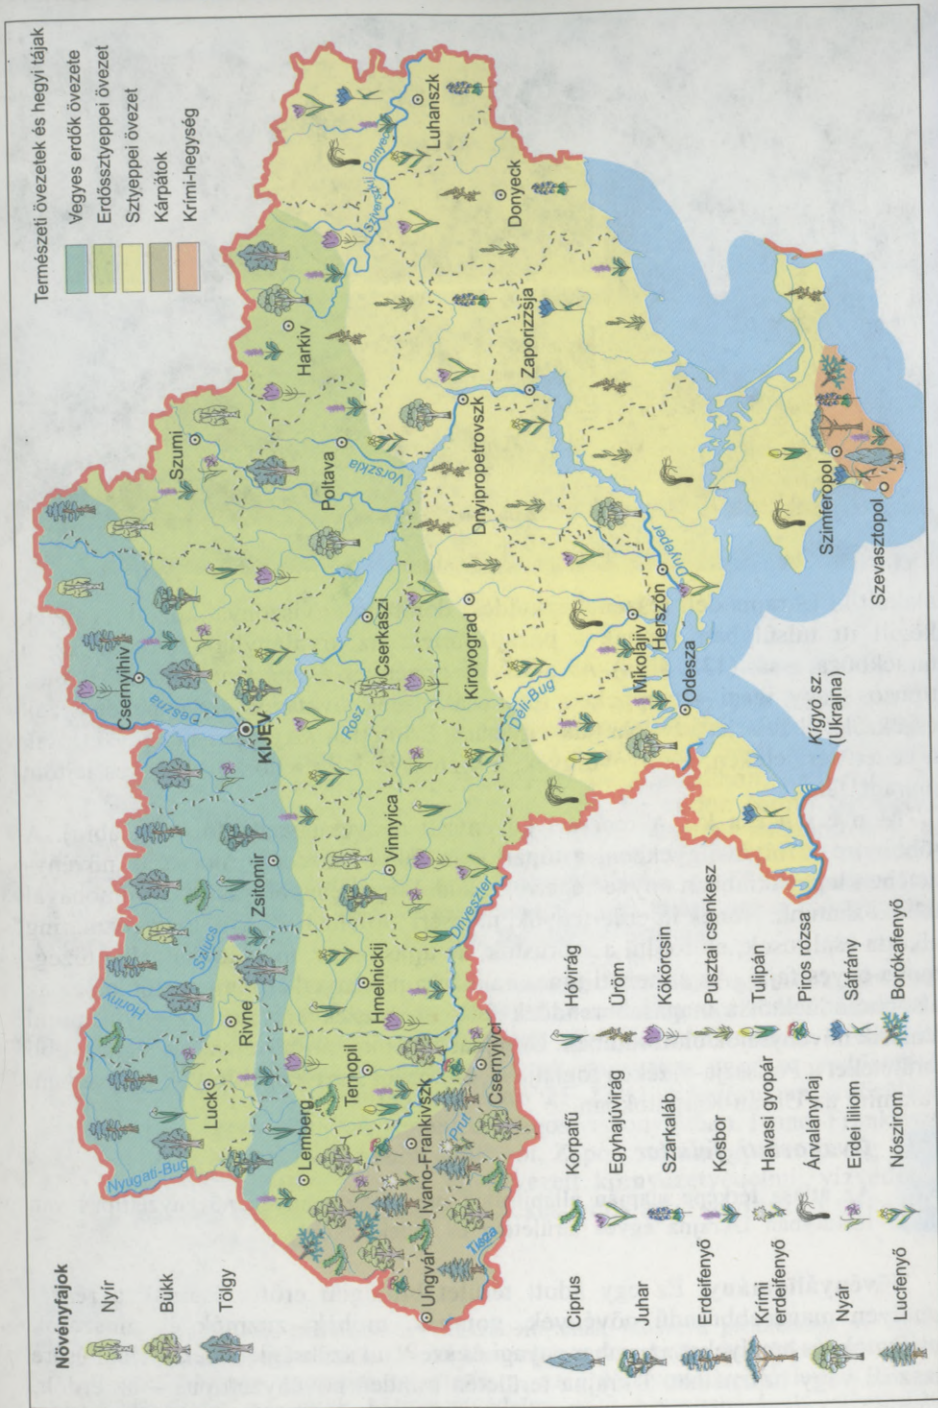 Természeti övezetek és hegyi tájak
Vegyes erdők övezete
Erdőssztyeppei övezet
Sztyeppei övezet
Kárpátok
Krími-hegység
Nyugati-Bug
Luck
Rivne
Horiny
Szlucs
Zsitomir
KIJEV
Gyeszna
Csernyihiv
Szumi
Harkiv
Poltava
Vorszkla
Lemberg
Ternopil
Hmelnickij
Vinnyica
Rosz
Cserkaszi
Kirovograd
Dnyipropetrovszk
Zaporizzsja
Donyeck
Luhanszk
Sziverszkij Donyec
Ungvár
Tisza
Ivano-Frankivszk
Prut
Csernyivci
Dnyeszter
Déli-Bug
Mikolajiv
Herszon
Dnyeper
Odesza
Kígyó sz.
(Ukrajna)
Szimferopol
Szevasztopol
Növényfajok
Nyír
Bükk
Tölgy
Ciprus
Juhar
Erdeifenyő
Krími
erdeifenyő
Nyár
Lucfenyő
Korpafű
Egyhajúvirág
Szarkaláb
Kosbor
Havasi gyopár
Árvalányhaj
Erdei liliom
Nőszirom
Hóvirág
Üröm
Kökörcsin
Pusztai csenkesz
Tulipán
Piros rózsa
Sáfrány
Borókafenyő